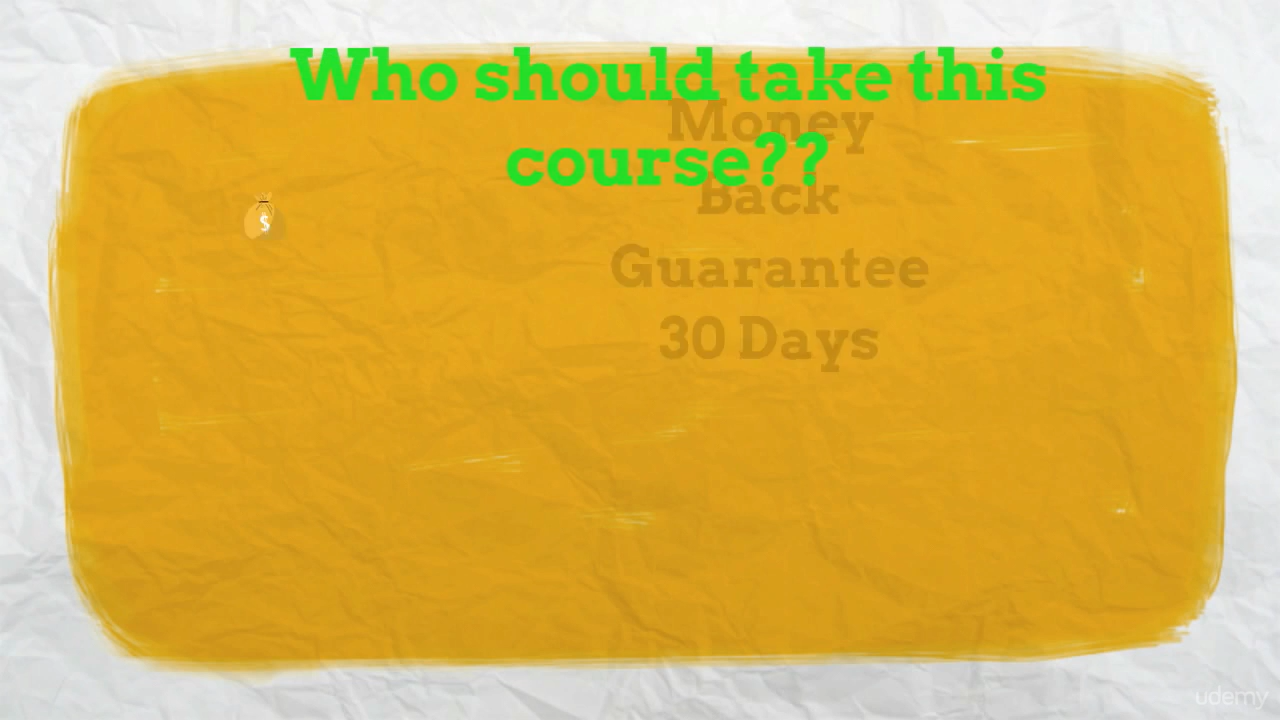 Who should take this
course??
Money
Back
Guarantee
30 Days
$
udemy